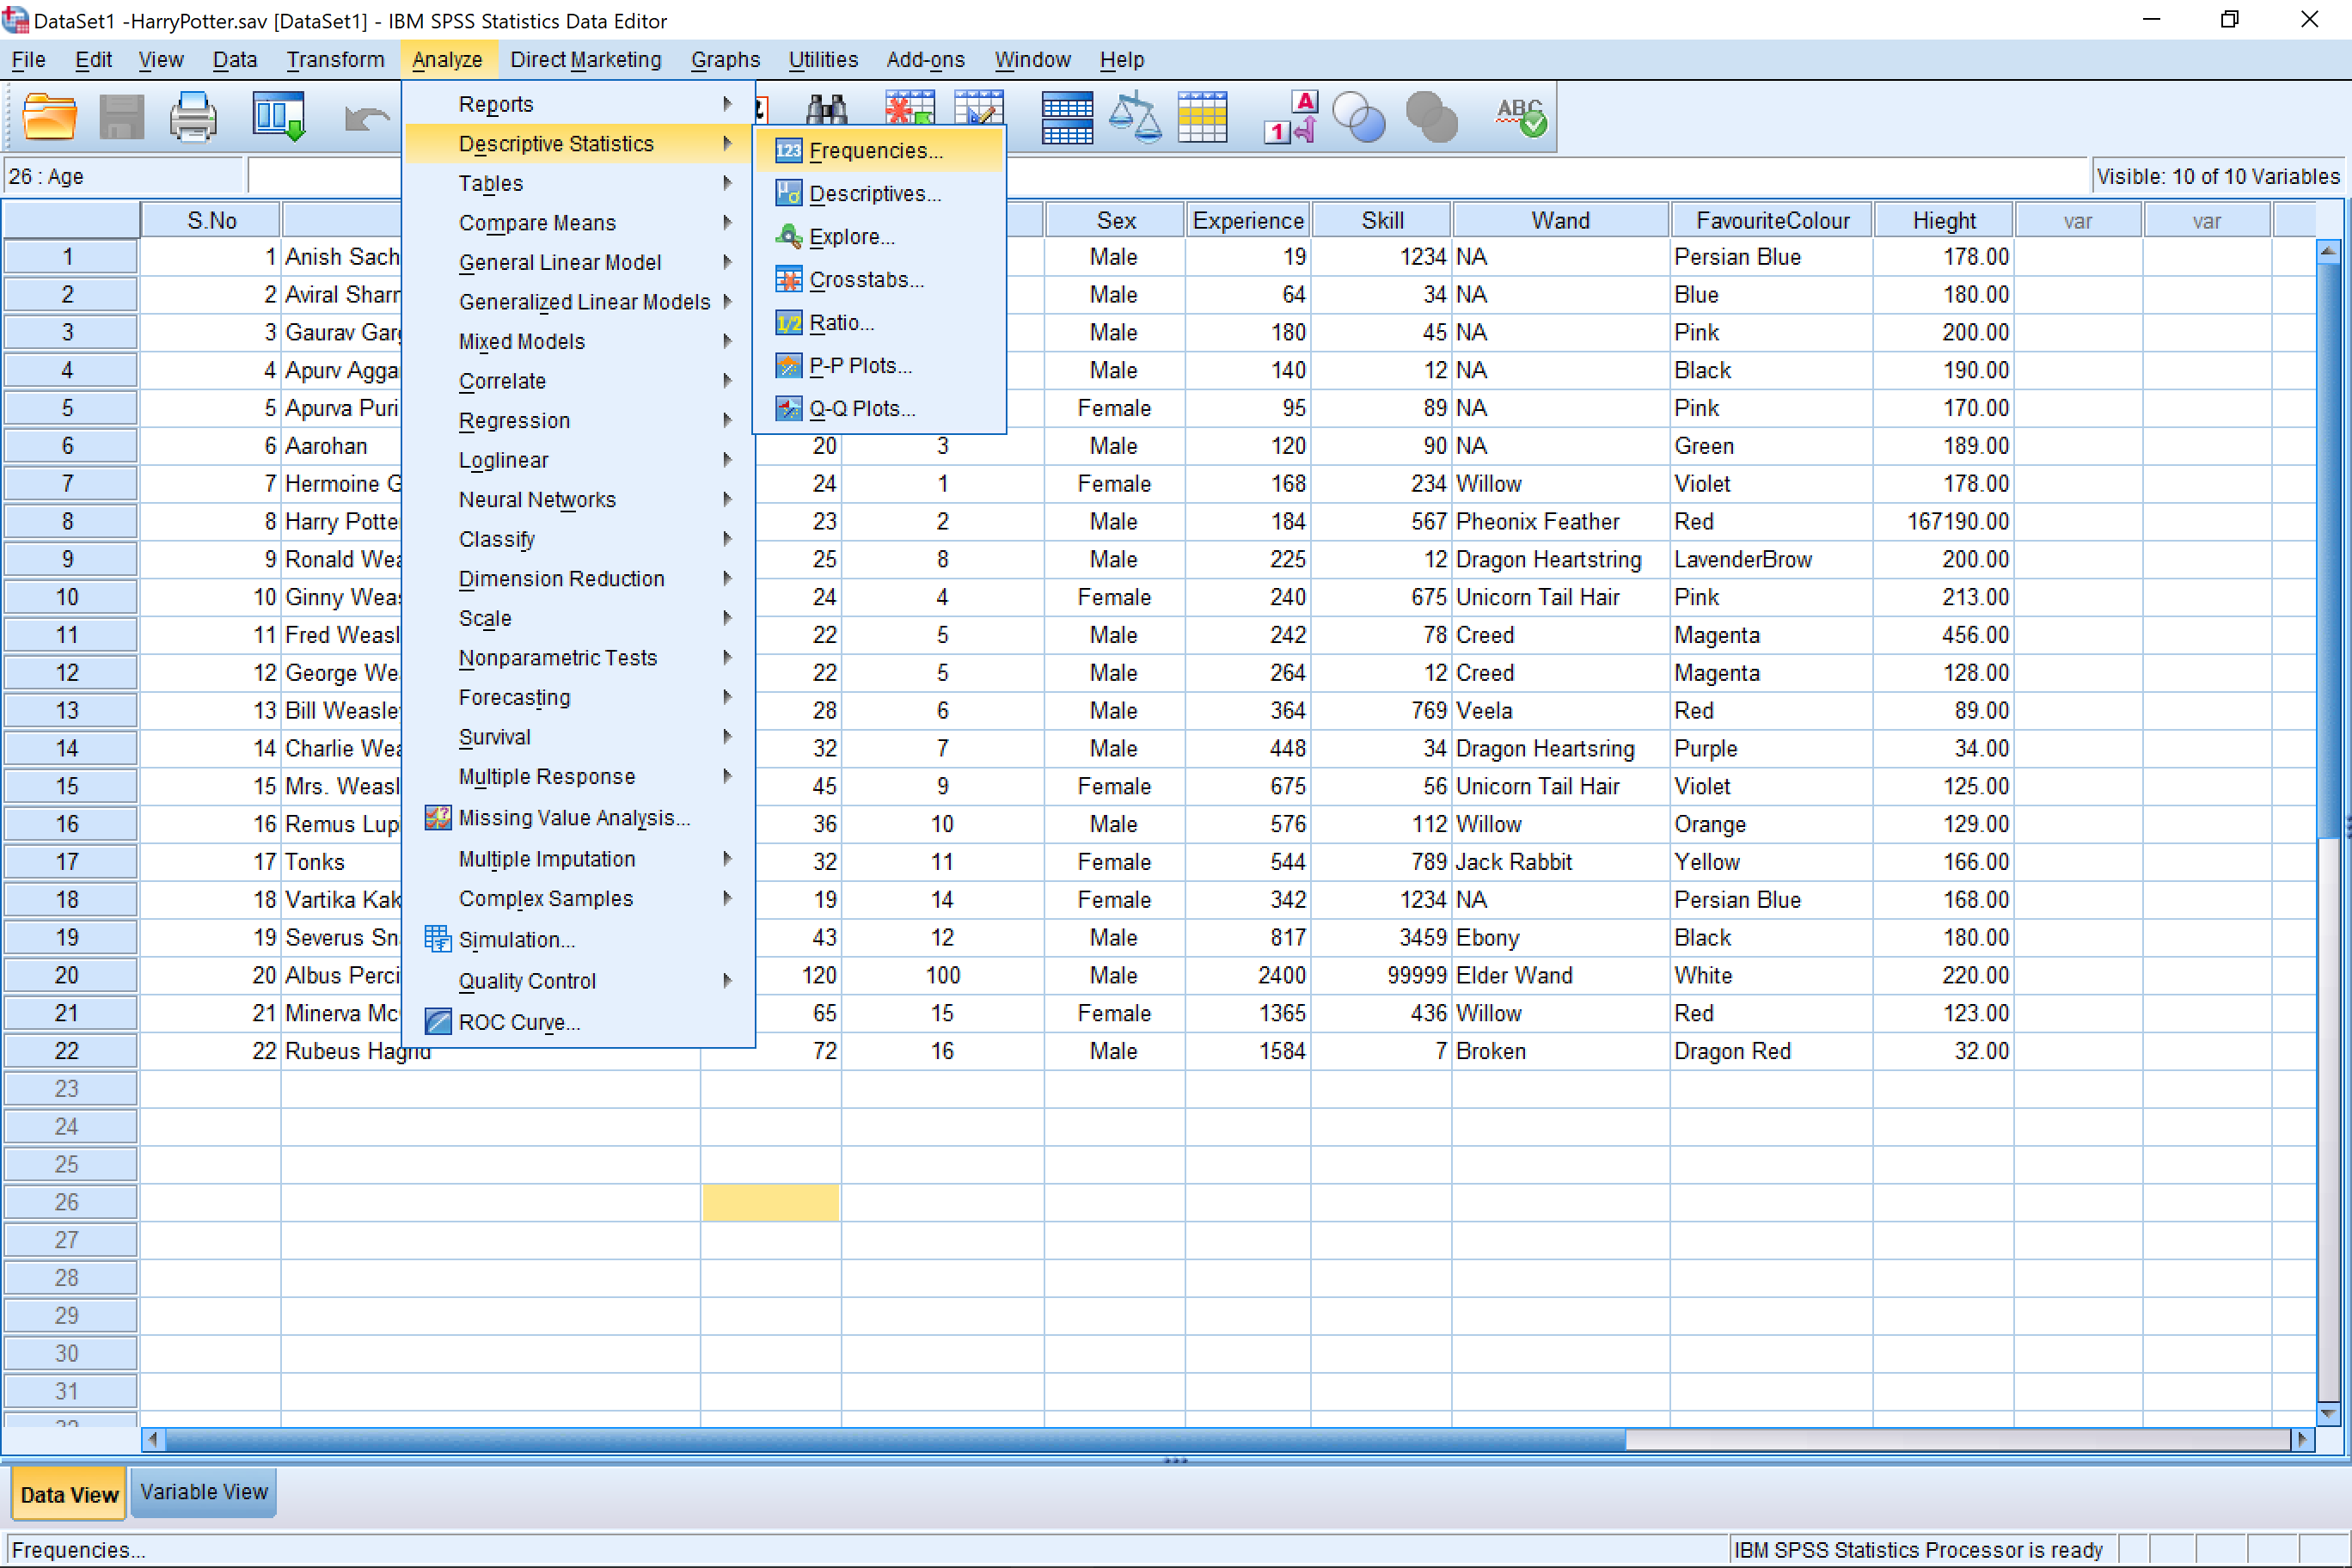 DataSet1 -HarryPotter.sav [DataSet1] - IBM SPSS Statistics Data Editor
File Edit View Data Transform Analyze Direct Marketing Graphs Utilities Add-ons Window Help
A
1
ABC
26 : Age
Visible: 10 of 10 Variables
Reports
Descriptive Statistics
Tables
Compare Means
General Linear Model
Generalized Linear Models
Mixed Models
Correlate
Regression
Loglinear
Neural Networks
Classify
Dimension Reduction
Scale
Nonparametric Tests
Forecasting
Survival
Multiple Response
Missing Value Analysis...
Multiple Imputation
Complex Samples
Simulation...
Quality Control
ROC Curve...
123 Frequencies...
μσ Descriptives...
Explore...
Crosstabs...
1/2 Ratio...
P-P Plots...
Q-Q Plots...
S.No Sex Experience Skill Wand FavouriteColour Hieght var var
1 1 Anish Sach Male 19 1234 NA Persian Blue 178.00
2 2 Aviral Male 64 34 NA Blue 180.00
3 3 Gaurav Male 180 45 NA Pink 200.00
4 4 Apurv Agga Male 140 12 NA Black 190.00
5 5 Apurva Puri Female 95 89 NA Pink 170.00
6 6 Aarohan 20 3 Male 120 90 NA Green 189.00
7 7 Hermoine G 24 1 Female 168 234 Willow Violet 178.00
8 8 Harry Potte 23 2 Male 184 567 Pheonix Feather Red 167190.00
9 9 Ronald Wea 25 8 Male 225 12 Dragon Heartstring LavenderBrow 200.00
10 10 Ginny Weas 24 4 Female 240 675 Unicorn Tail Hair Pink 213.00
11 11 Fred Weasl 22 5 Male 242 78 Creed Magenta 456.00
12 12 George We 22 5 Male 264 12 Creed Magenta 128.00
13 13 Bill Weasle 28 6 Male 364 769 Veela Red 89.00
14 14 Charlie Wea 32 7 Male 448 34 Dragon Heartsring Purple 34.00
15 15 Mrs. Weasl 45 9 Female 675 56 Unicorn Tail Hair Violet 125.00
16 16 Remus Lup 36 10 Male 576 112 Willow Orange 129.00
17 17 Tonks 32 11 Female 544 789 Jack Rabbit Yellow 166.00
18 18 Vartika Kak 19 14 Female 342 1234 NA Persian Blue 168.00
19 19 Severus Sn 43 12 Male 817 3459 Ebony Black 180.00
20 20 Albus Perci 120 100 Male 2400 99999 Elder Wand White 220.00
21 21 Minerva Mc 65 15 Female 1365 436 Willow Red 123.00
22 22 Rubeus Hagrid 72 16 Male 1584 7 Broken Dragon Red 32.00
23
24
25
26
27
28
29
30
31
Data View Variable View
Frequencies...
IBM SPSS Statistics Processor is ready